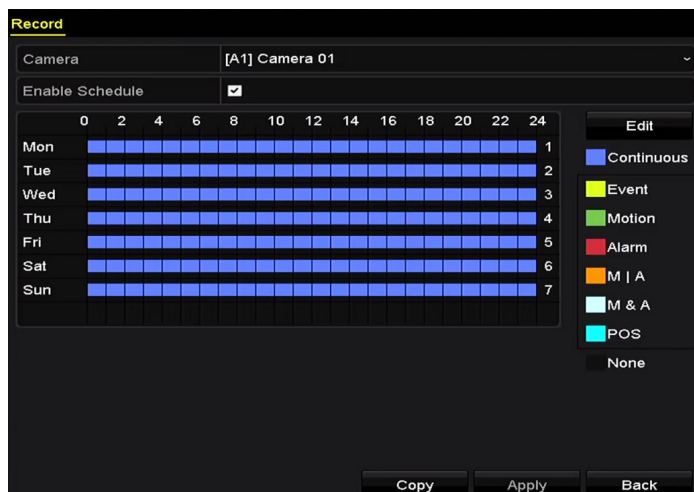 Record
Camera [A1] Camera 01
Enable Schedule
0 2 4 6 8 10 12 14 16 18 20 22 24
Edit
Mon 1
Continuous
Tue 2
Event
Wed 3
Thu 4
Motion
Fri 5
Alarm
Sat 6
M | A
Sun 7
M & A
POS
None
Copy Apply Back